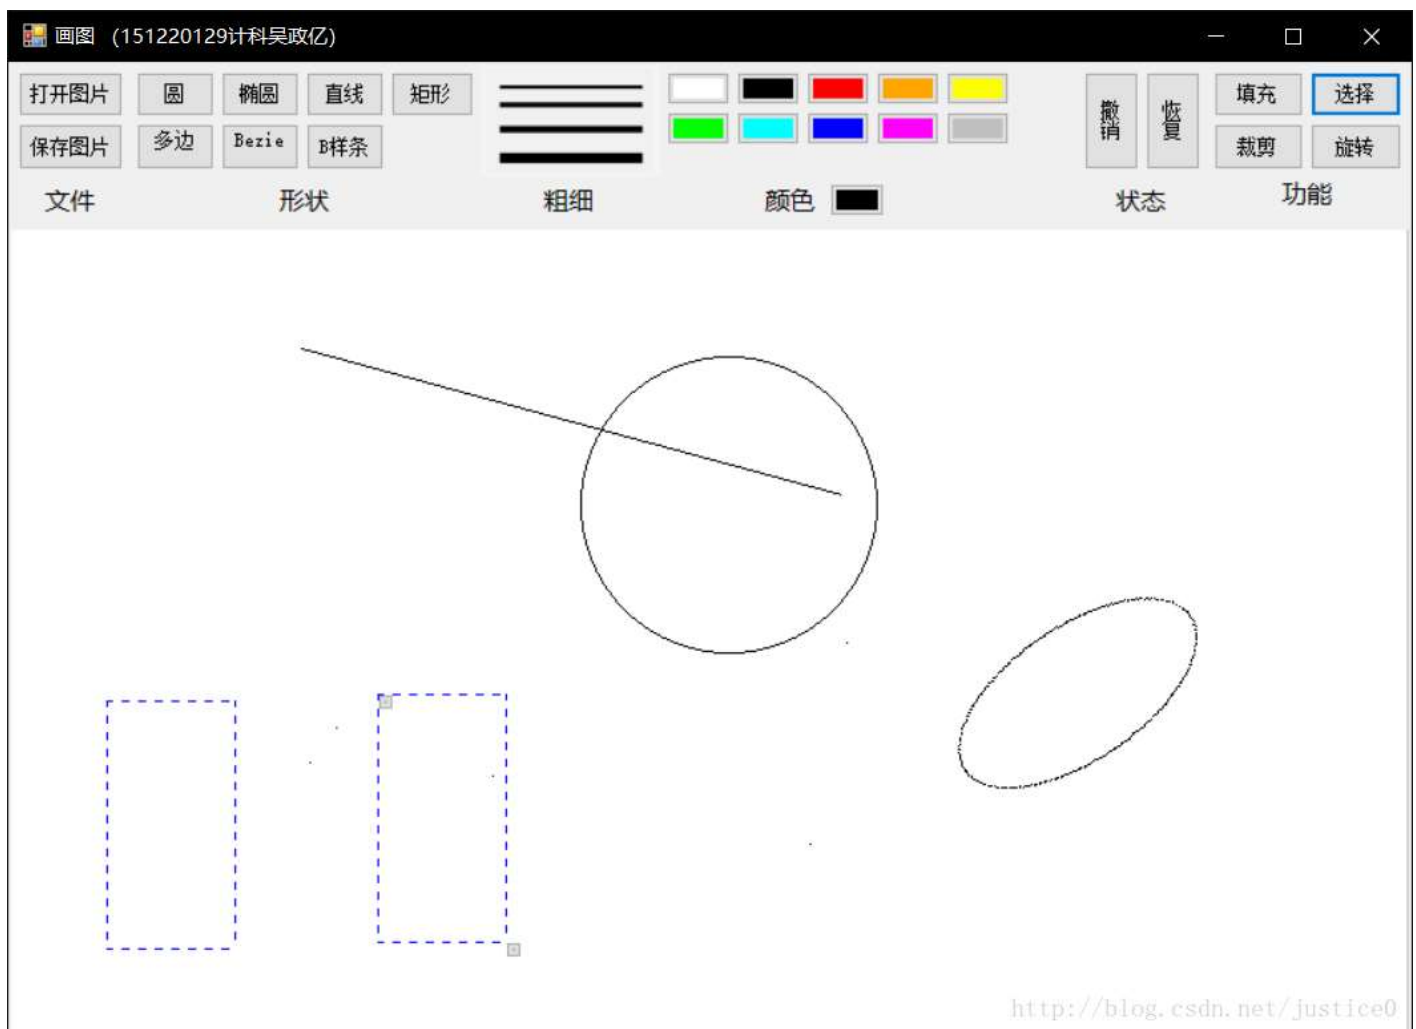 画图 (151220129计科吴政亿)
打开图片 圆 椭圆 直线 矩形 撤销 恢复 填充 选择
保存图片 多边 Bezie B样条 裁剪 旋转
文件 形状 粗细 颜色 状态 功能
http://blog.csdn.net/justice0